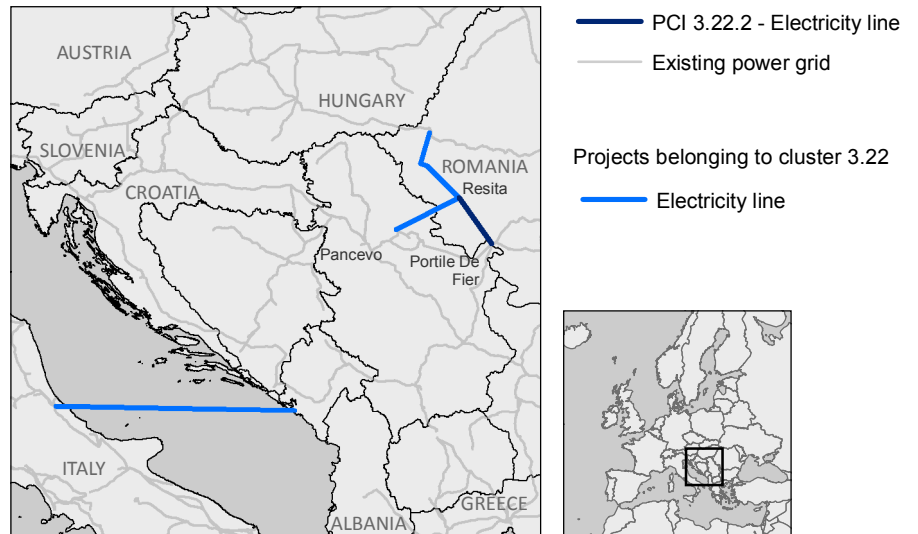 AUSTRIA
HUNGARY
SLOVENIA
ROMANIA
CROATIA
Resita
Pancevo
Portile De
Fier
ITALY
GREECE
ALBANIA
PCI 3.22.2 - Electricity line
Existing power grid
Projects belonging to cluster 3.22
Electricity line